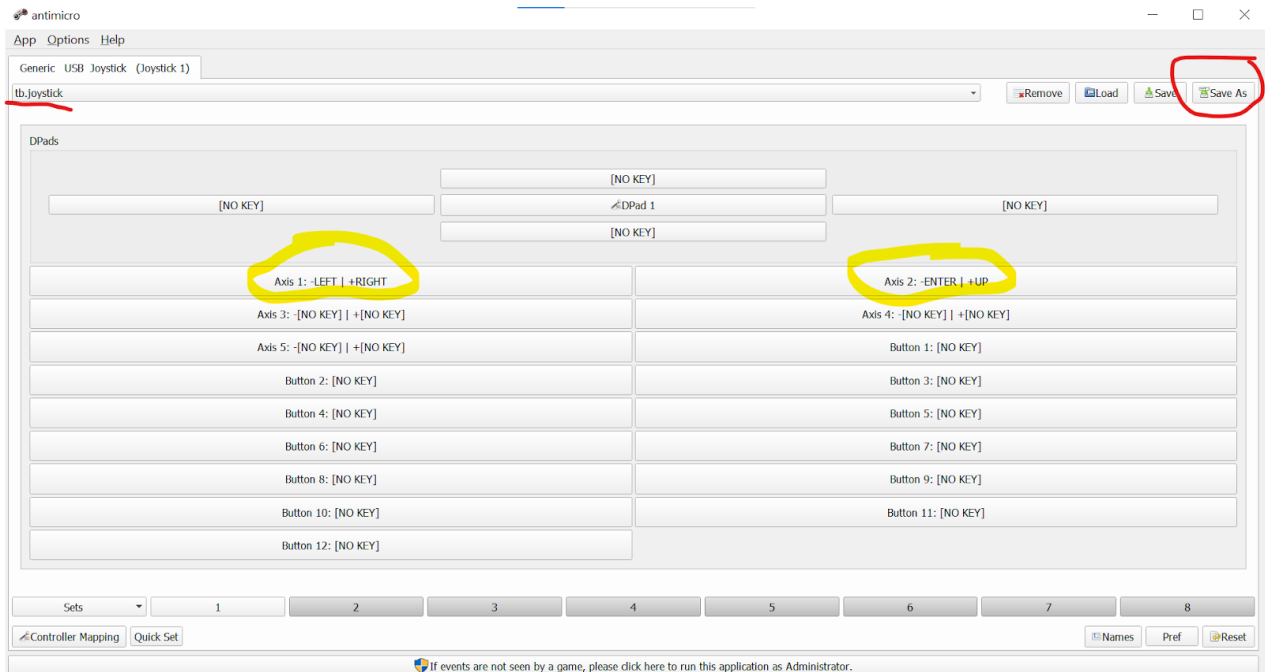 antimicro
App Options Help
Generic USB Joystick (Joystick 1)
tb.joystick
Remove Load Save Save As
DPads
[NO KEY]
[NO KEY] DPad 1 [NO KEY]
[NO KEY]
Axis 1: -LEFT | +RIGHT Axis 2: -ENTER | +UP
Axis 3: -[NO KEY] | +[NO KEY] Axis 4: -[NO KEY] | +[NO KEY]
Axis 5: -[NO KEY] | +[NO KEY] Button 1: [NO KEY]
Button 2: [NO KEY] Button 3: [NO KEY]
Button 4: [NO KEY] Button 5: [NO KEY]
Button 6: [NO KEY] Button 7: [NO KEY]
Button 8: [NO KEY] Button 9: [NO KEY]
Button 10: [NO KEY] Button 11: [NO KEY]
Button 12: [NO KEY]
Sets 1 2 3 4 5 6 7 8
Controller Mapping Quick Set Names Pref Reset
If events are not seen by a game, please click here to run this application as Administrator.